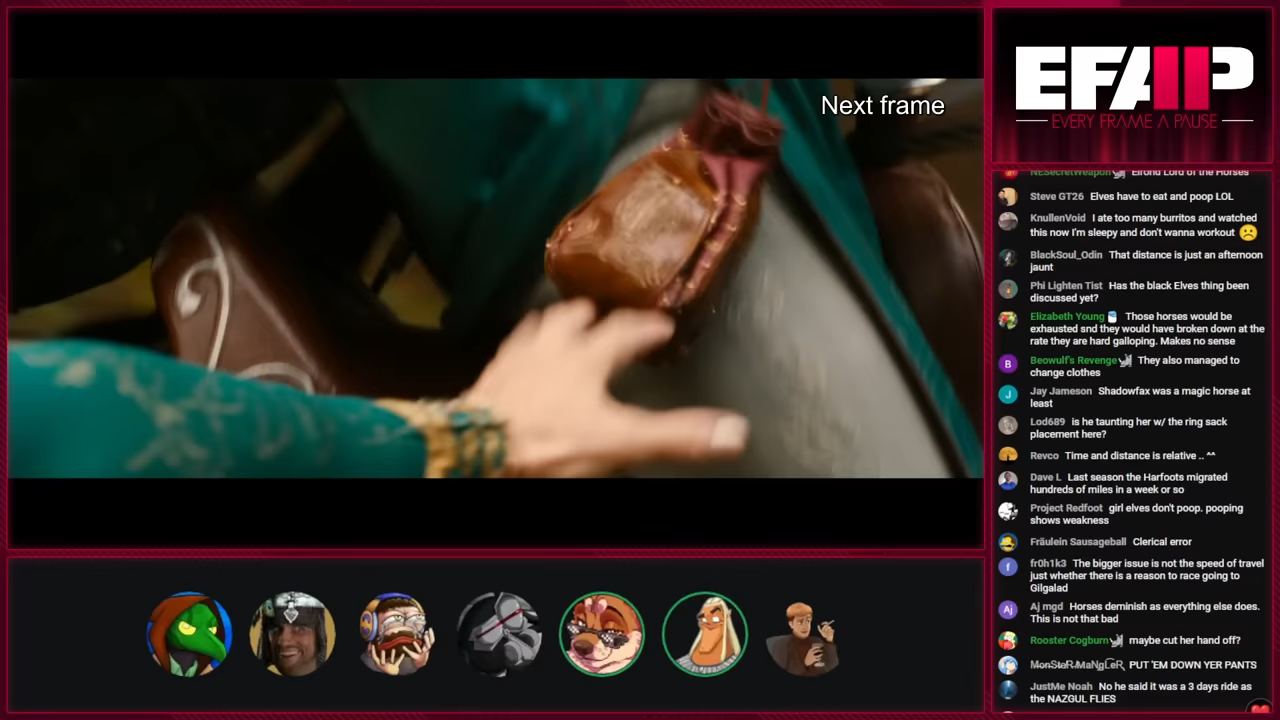 Next frame
EFAP
EVERY FRAME A PAUSE
NESecretWeapon Elrond Lord of the Horses
Steve GT26 Elves have to eat and poop LOL
KnullenVoid I ate too many burritos and watched
this now I'm sleepy and don't wanna workout ☹️
BlackSoul_Odin That distance is just an afternoon
jaunt
Phi Lighten Tist Has the black Elves thing been
discussed yet?
Elizabeth Young Those horses would be
exhausted snd they would have broken down at the
rate they are hard galloping. Makes no sense
B
Beowulf's Revenge They also managed to
change clothes
J
Jay Jameson Shadowfax was a magic horse at
least
Lod689 is he taunting her w/ the ring sack
placement here?
Revco Time and distance is relative .. ^^
Dave L Last season the Harfoots migrated
hundreds of miles in a week or so
Project Redfoot girl elves don't poop. pooping
shows weakness
Fräulein Sausageball Clerical error
f
fr0h1k3 The bigger issue is not the speed of travel
just whether there is a reason to race going to
Gilgalad
Aj
Aj mgd Horses deminish as everything else does.
This is not that bad
Rooster Cogburn maybe cut her hand off?
PUT 'EM DOWN YER PANTS
JustMe Noah No he said it was a 3 days ride as
the NAZGUL FLIES